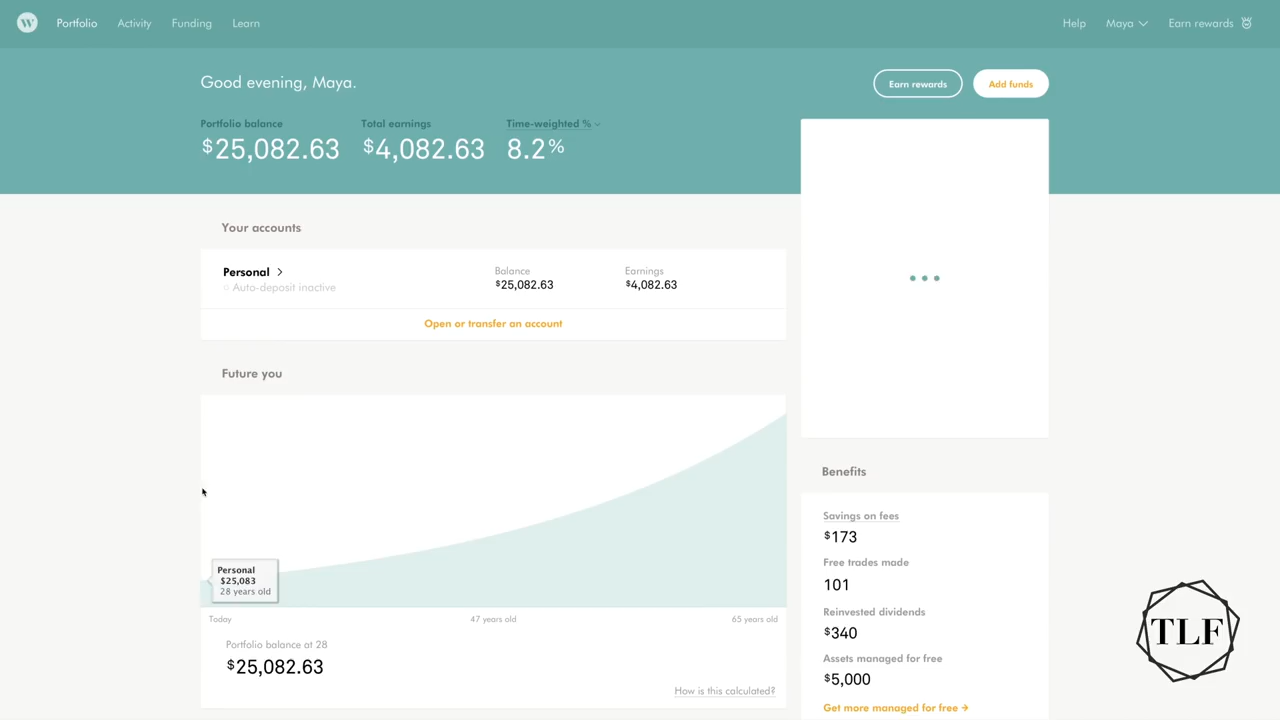 W Portfolio Activity Funding Learn Help Maya Earn rewards
Good evening, Maya.
Earn rewards Add funds
Portfolio balance Total earnings Time-weighted %
$25,082.63 $4,082.63 8.2%
Your accounts
Personal Balance Earnings
Auto-deposit inactive $25,082.63 $4,082.63
Open or transfer an account
Future you
Personal
$25,083
28 years old
Today 47 years old 65 years old
Portfolio balance at 28
$25,082.63
How is this calculated?
Benefits
Savings on fees
$173
Free trades made
101
Reinvested dividends
$340
Assets managed for free
$5,000
Get more managed for free →
TLF